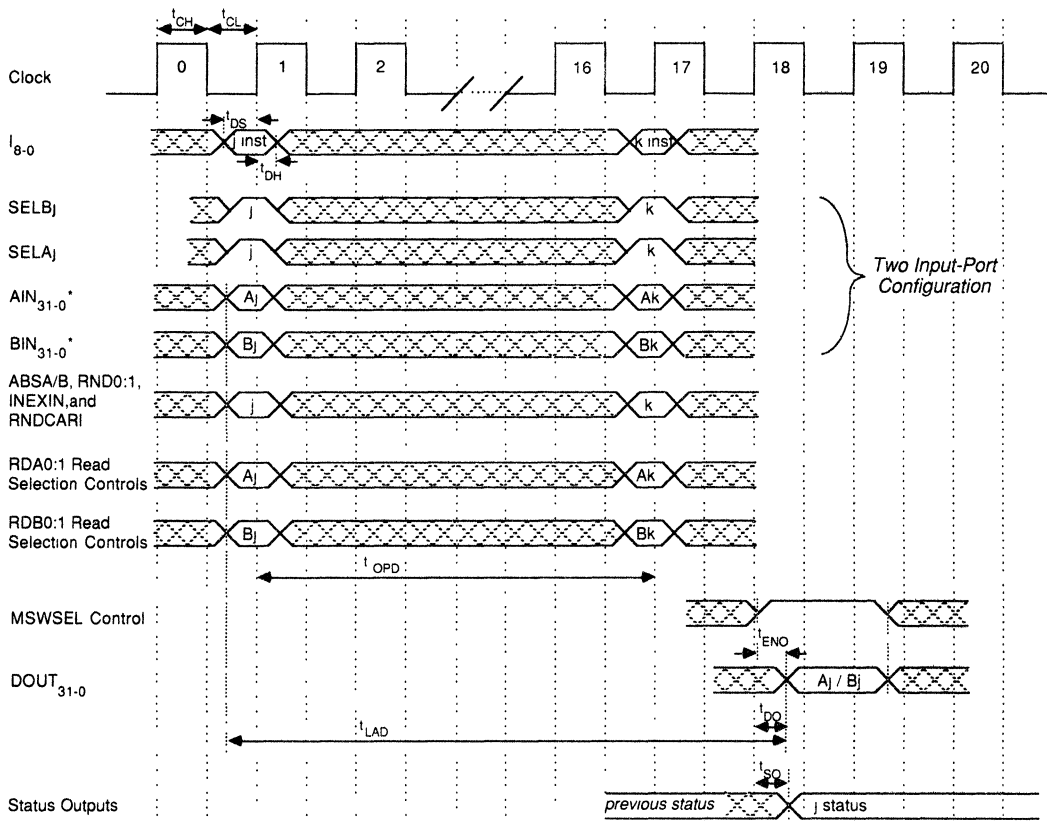 tCH tCL
Clock 0 1 2 16 17 18 19 20
tDS
I8-0 j inst k inst
tDH
SELBj j k
SELAj j k
Two Input-Port
Configuration
AIN31-0* Aj Ak
BIN31-0* Bj Bk
ABSA/B, RND0:1,
INEXIN,and
RNDCARI
j k
RDA0:1 Read
Selection Controls
Aj Ak
RDB0:1 Read
Selection Controls
Bj Bk
tOPD
MSWSEL Control
tENO
DOUT31-0 Aj / Bj
tDO
tLAD
tSO
Status Outputs previous status j status